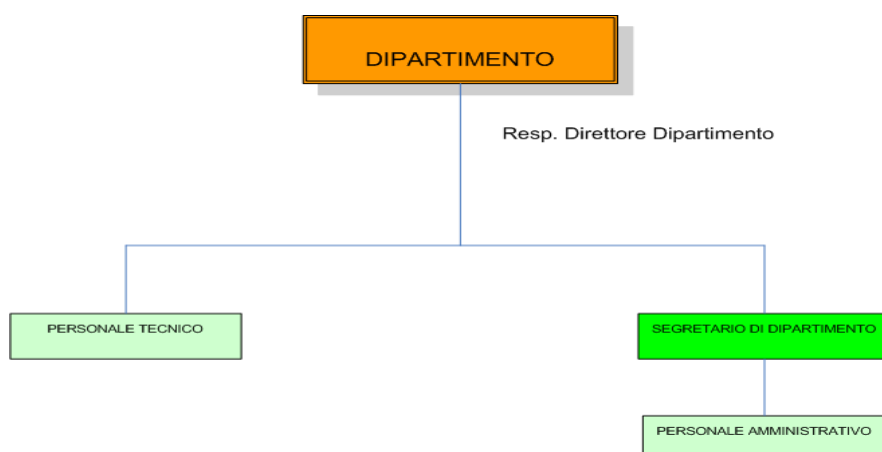 DIPARTIMENTO
Resp. Direttore Dipartimento
PERSONALE TECNICO
SEGRETARIO DI DIPARTIMENTO
PERSONALE AMMINISTRATIVO